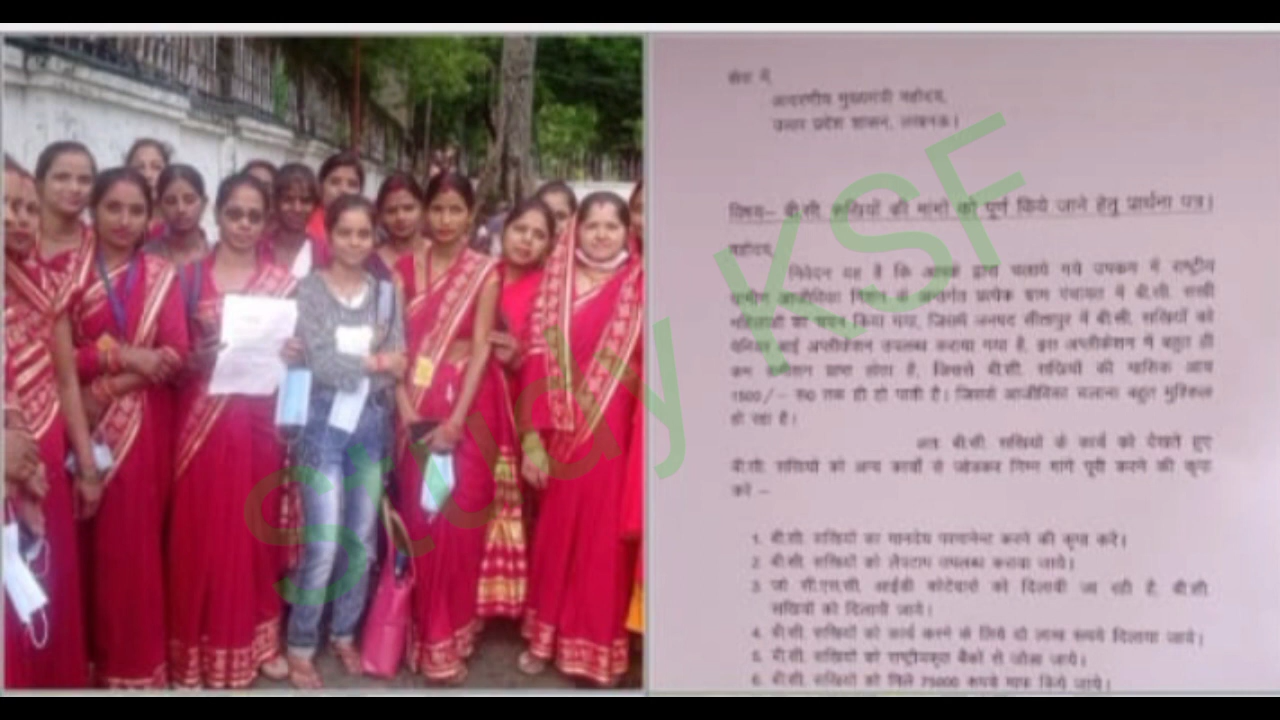 सेवा में,
आदरणीय मुख्यमंत्री महोदय,
उत्तर प्रदेश शासन, लखनऊ।
विषय– बी.सी. सखियों की मांगों को पूर्ण किये जाने हेतु प्रार्थना पत्र।
महोदय,
निवेदन यह है कि आपके द्वारा चलाये गये उपक्रम में राष्ट्रीय
ग्रामीण आजीविका मिशन के अन्तर्गत प्रत्येक ग्राम पंचायत में बी.सी. सखी
महिलाओं का चयन किया गया, जिसमें जनपद सीतापुर में बी.सी. सखियों को
बाई अप्लीकेशन उपलब्ध कराया गया है, इस अप्लीकेशन में बहुत ही
कम कमीशन प्राप्त होता है, जिससे बी.सी. सखियों की मासिक आय
1500/– रू0 तक ही हो पाती है। जिससे आजीविका चलाना बहुत मुश्किल
हो रहा है।
अतः बी.सी. सखियों के कार्य को देखते हुए
बी.सी. सखियों को अन्य कार्यों से जोडकर निम्न मांगे पूरी करने की कृपा
करें –
1. बी.सी. सखियों का मानदेय परमानेन्ट करने की कृपा करें।
2. बी.सी. सखियों को लैपटाप उपलब्ध कराया जाये।
3. जो सी.एस.सी. आईडी कोटेदारों को दिलायी जा रही है, बी.सी.
सखियों को दिलायी जाये।
4. बी.सी. सखियों को कार्य करने के लिये दो लाख रूपये दिलाया जाये।
5. बी.सी. सखियों को राष्ट्रीयकृत बैंकों से जोडा जाये।
6. बी.सी. सखियों को मिले 75000 रूपये माफ किये जाये।
Study KSF